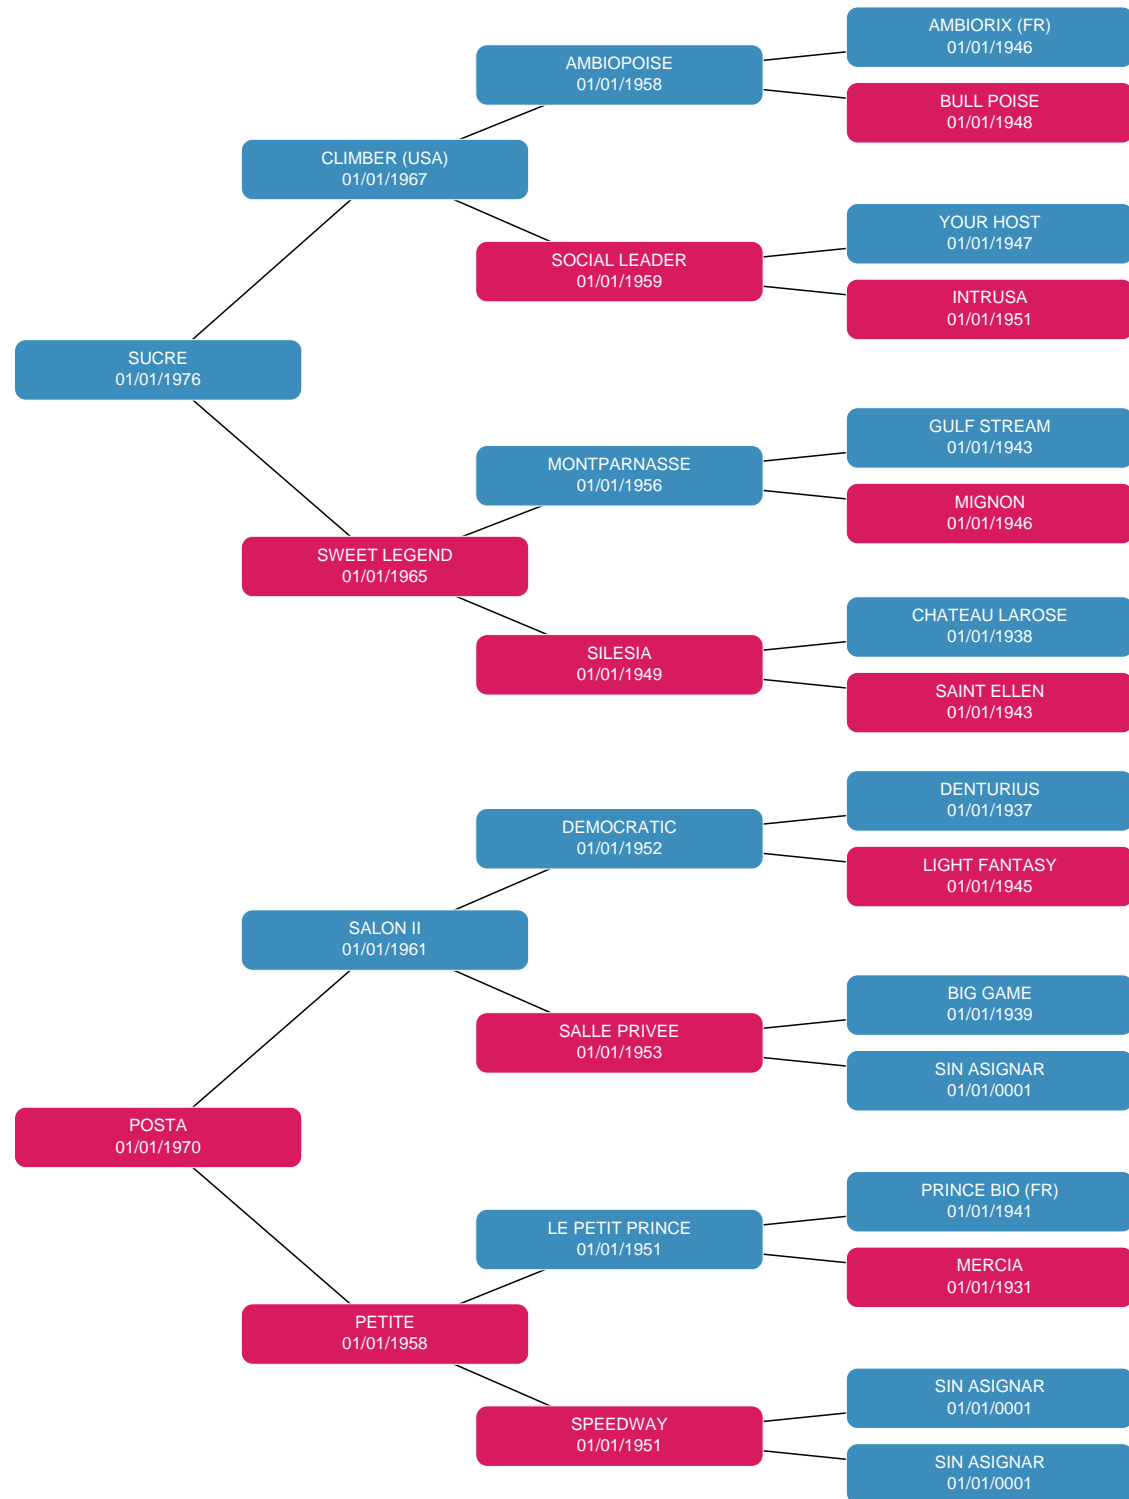 AMBIORIX (FR)
01/01/1946
AMBIOPOISE
01/01/1958
BULL POISE
01/01/1948
CLIMBER (USA)
01/01/1967
YOUR HOST
01/01/1947
SOCIAL LEADER
01/01/1959
INTRUSA
01/01/1951
SUCRE
01/01/1976
GULF STREAM
01/01/1943
MONTPARNASSE
01/01/1956
MIGNON
01/01/1946
SWEET LEGEND
01/01/1965
CHATEAU LAROSE
01/01/1938
SILESIA
01/01/1949
SAINT ELLEN
01/01/1943
DENTURIUS
01/01/1937
DEMOCRATIC
01/01/1952
LIGHT FANTASY
01/01/1945
SALON II
01/01/1961
BIG GAME
01/01/1939
SALLE PRIVEE
01/01/1953
SIN ASIGNAR
01/01/0001
POSTA
01/01/1970
PRINCE BIO (FR)
01/01/1941
LE PETIT PRINCE
01/01/1951
MERCIA
01/01/1931
PETITE
01/01/1958
SIN ASIGNAR
01/01/0001
SPEEDWAY
01/01/1951
SIN ASIGNAR
01/01/0001